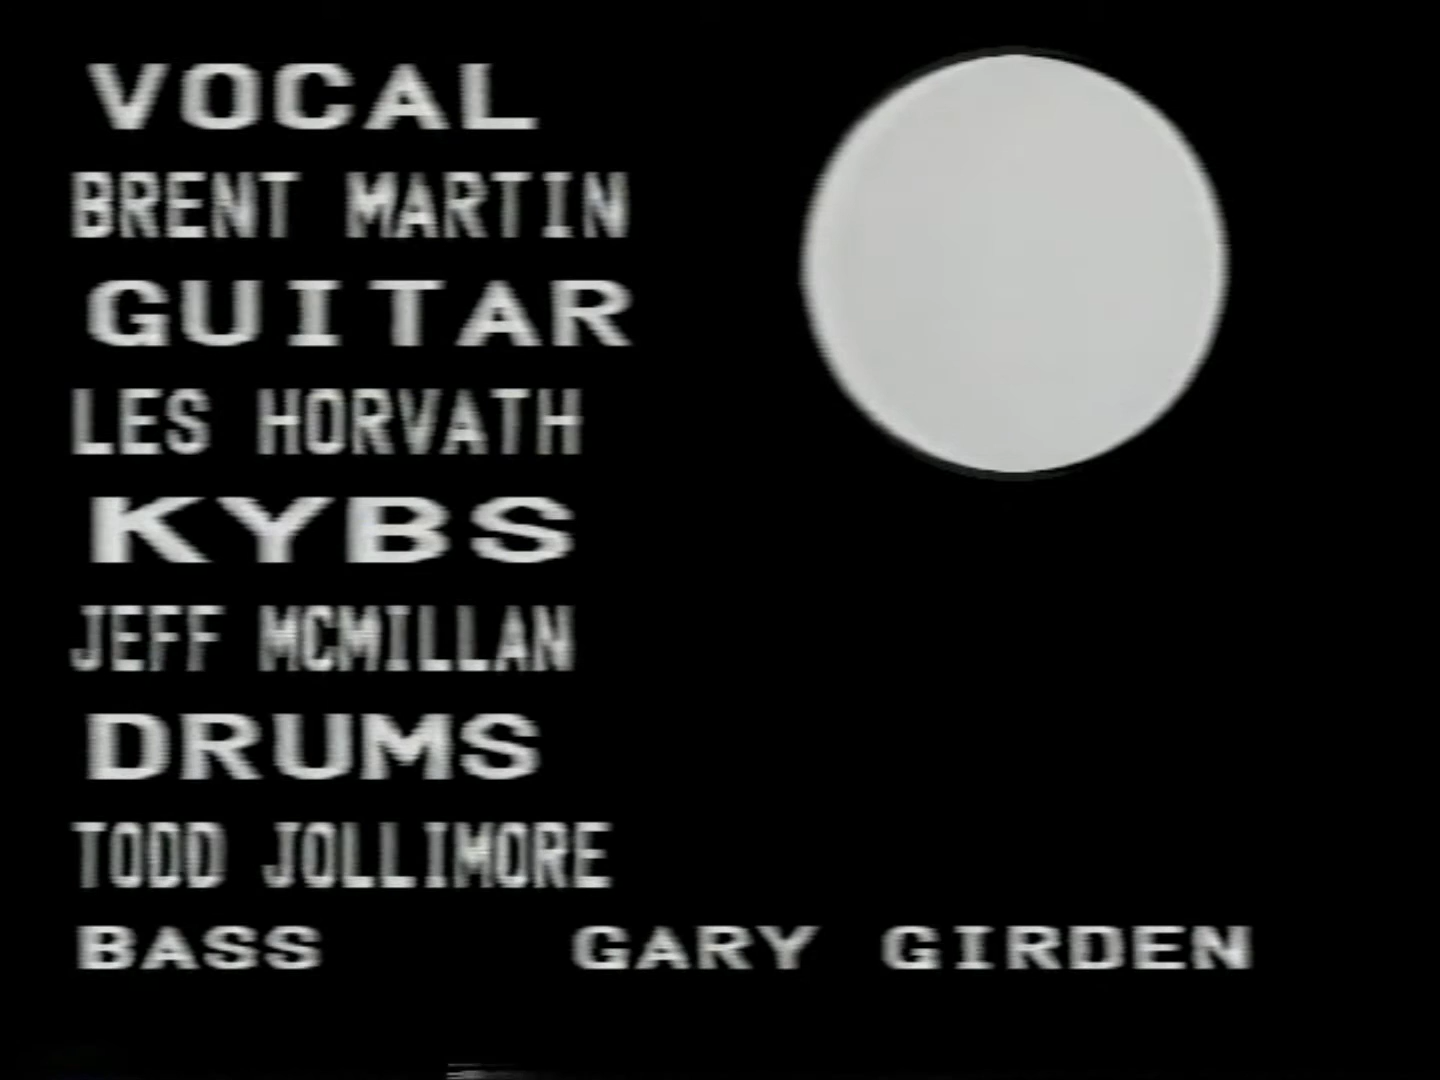 VOCAL
BRENT MARTIN
GUITAR
LES HORVATH
KYBS
JEFF MCMILLAN
DRUMS
TODD JOLLIMORE
BASS GARY GIRDEN